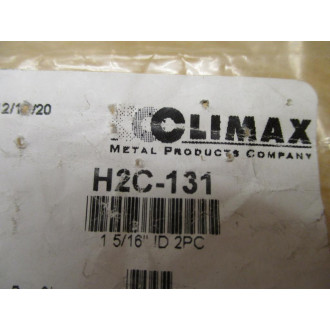 CLIMAX
METAL PRODUCTS COMPANY
H2C-131
1 5/16" ID 2PC